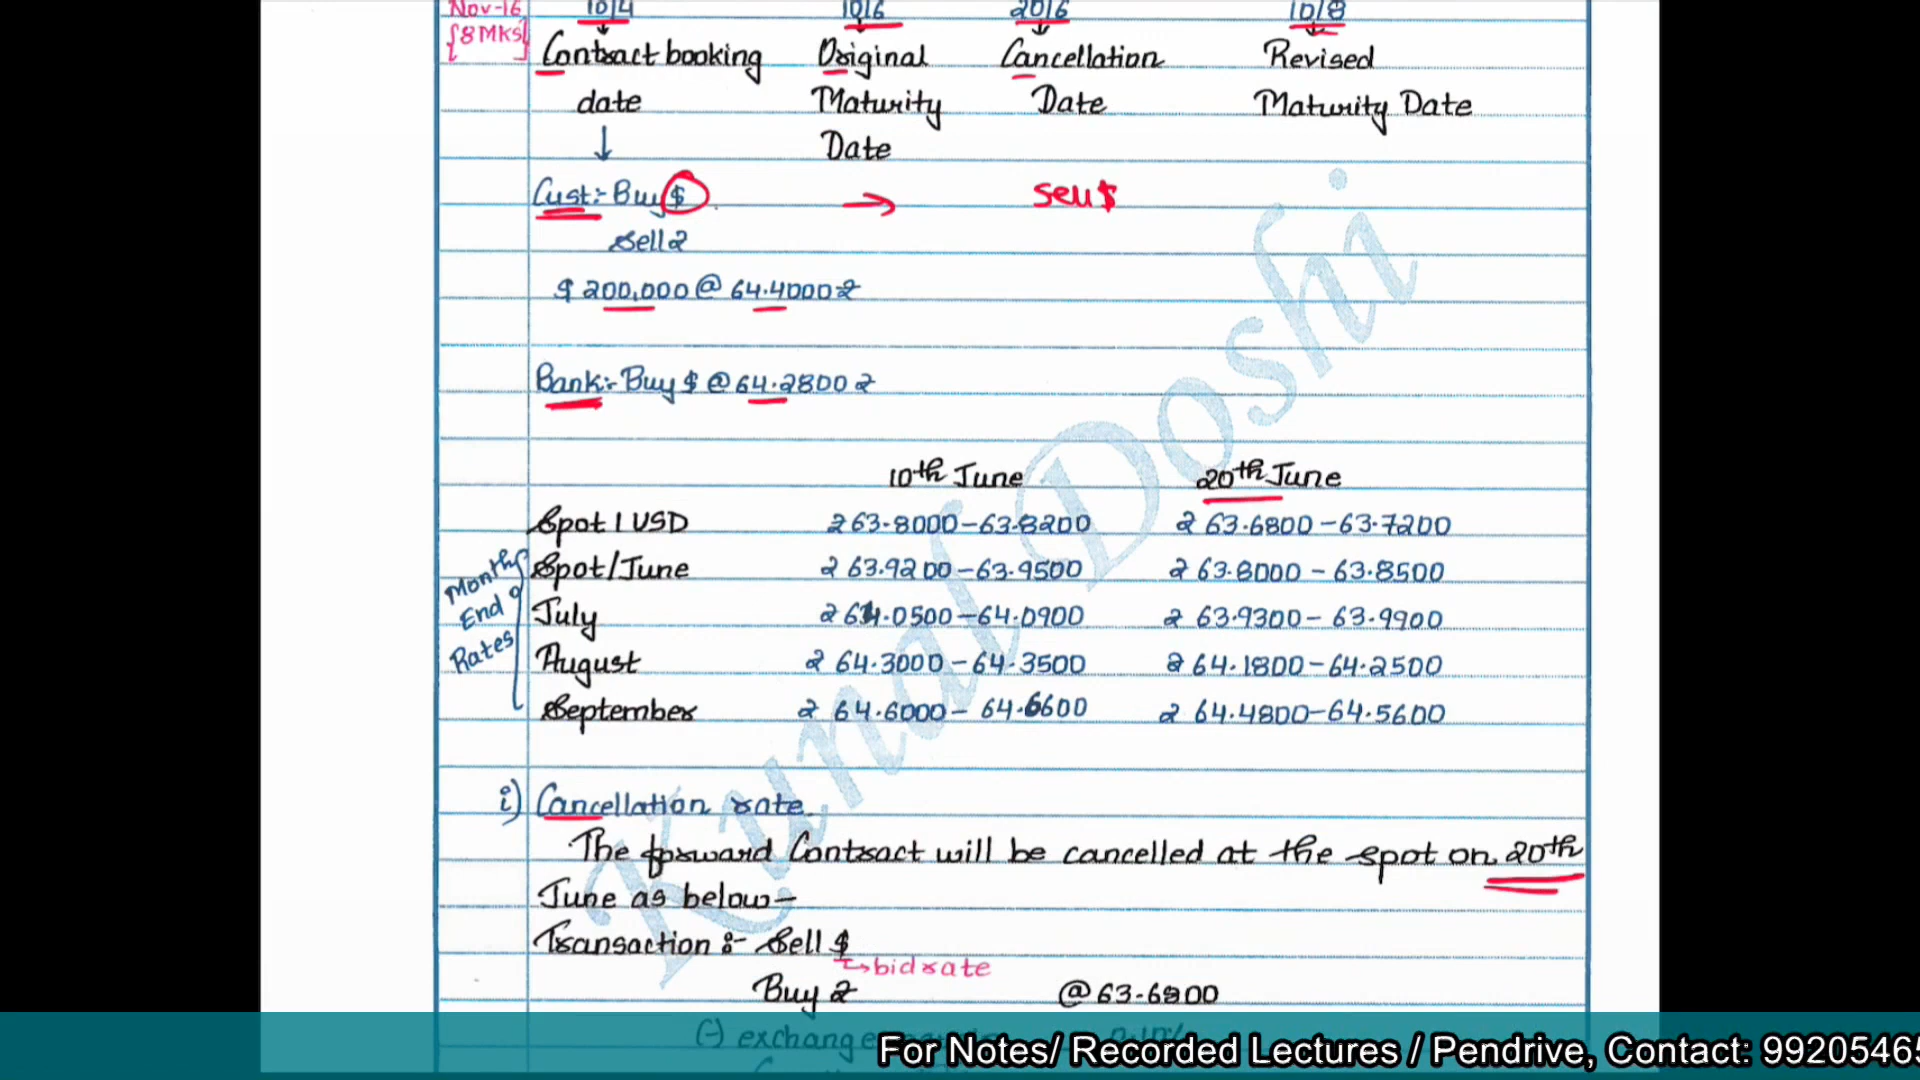 Nov-16 10/4 10/6 20/6 10/8
{8 Mks} Contract booking Original Cancellation Revised
date Maturity Date Maturity Date
Date
Cust:- Buy $ sell $
Sell ₹
$ 200,000 @ 64.4000 ₹
Bank:- Buy $ @ 64.2800 ₹
10th June 20th June
Spot 1 USD ₹ 63.8000 - 63.8200 ₹ 63.6800 - 63.7200
Spot/June ₹ 63.9200 - 63.9500 ₹ 63.8000 - 63.8500
July ₹ 64.0500 - 64.0900 ₹ 63.9300 - 63.9900
August ₹ 64.3000 - 64.3500 ₹ 64.1800 - 64.2500
September ₹ 64.6000 - 64.6600 ₹ 64.4800 - 64.5600
Month
End
Rates
i) Cancellation rate.
The forward Contract will be cancelled at the spot on 20th
June as below-
Transaction :- Sell $
bid rate
Buy ₹ @ 63.6800
(-) exchange
For Notes/ Recorded Lectures / Pendrive, Contact: 99205465
Kunal Doshi